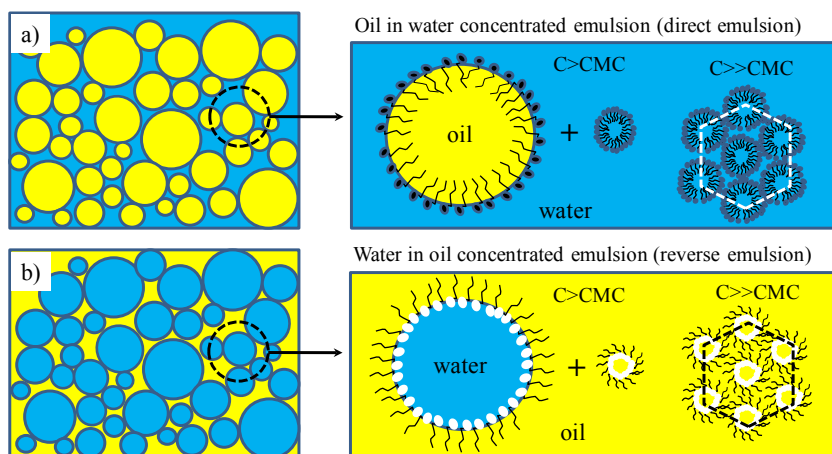 a)
Oil in water concentrated emulsion (direct emulsion)
C>CMC
C>>CMC
oil
+
water
b)
Water in oil concentrated emulsion (reverse emulsion)
C>CMC
C>>CMC
water
+
oil